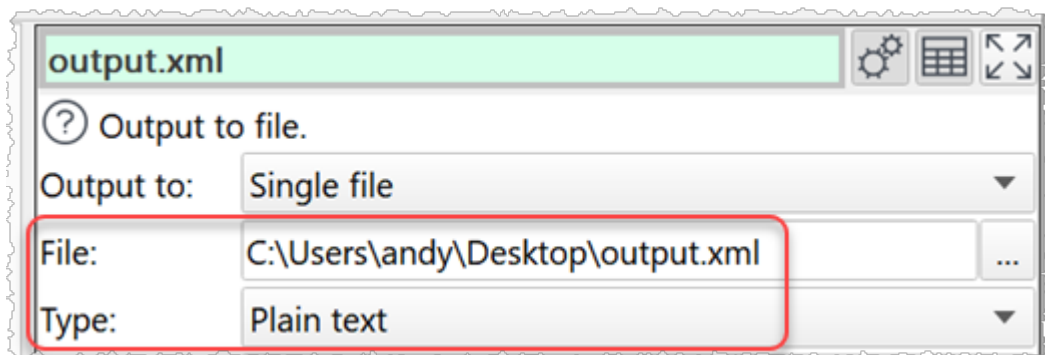 output.xml
? Output to file.
Output to: Single file
File: C:\Users\andy\Desktop\output.xml ...
Type: Plain text